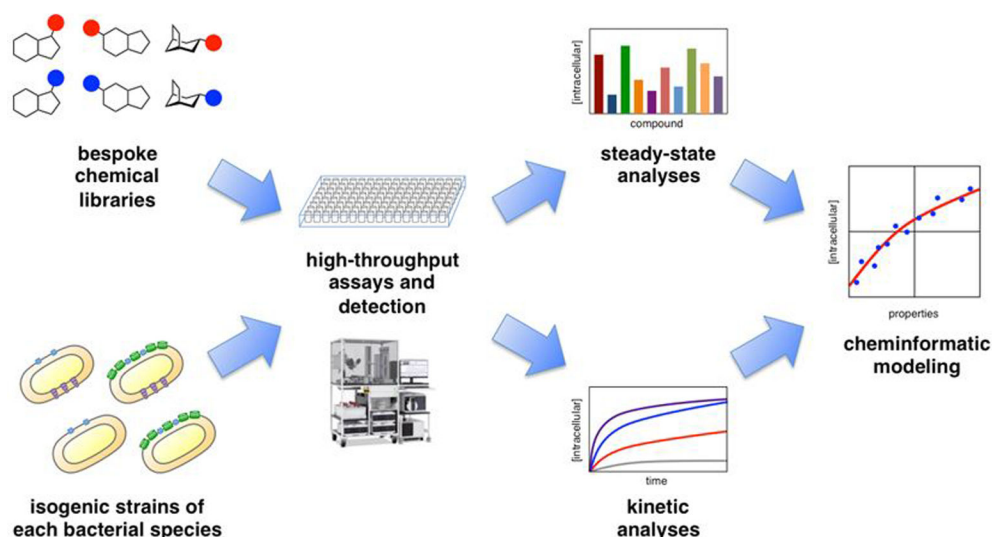 bespoke
chemical
libraries
isogenic strains of
each bacterial species
high-throughput
assays and
detection
[intracellular]
compound
steady-state
analyses
[intracellular]
time
kinetic
analyses
[intracellular]
properties
cheminformatic
modeling